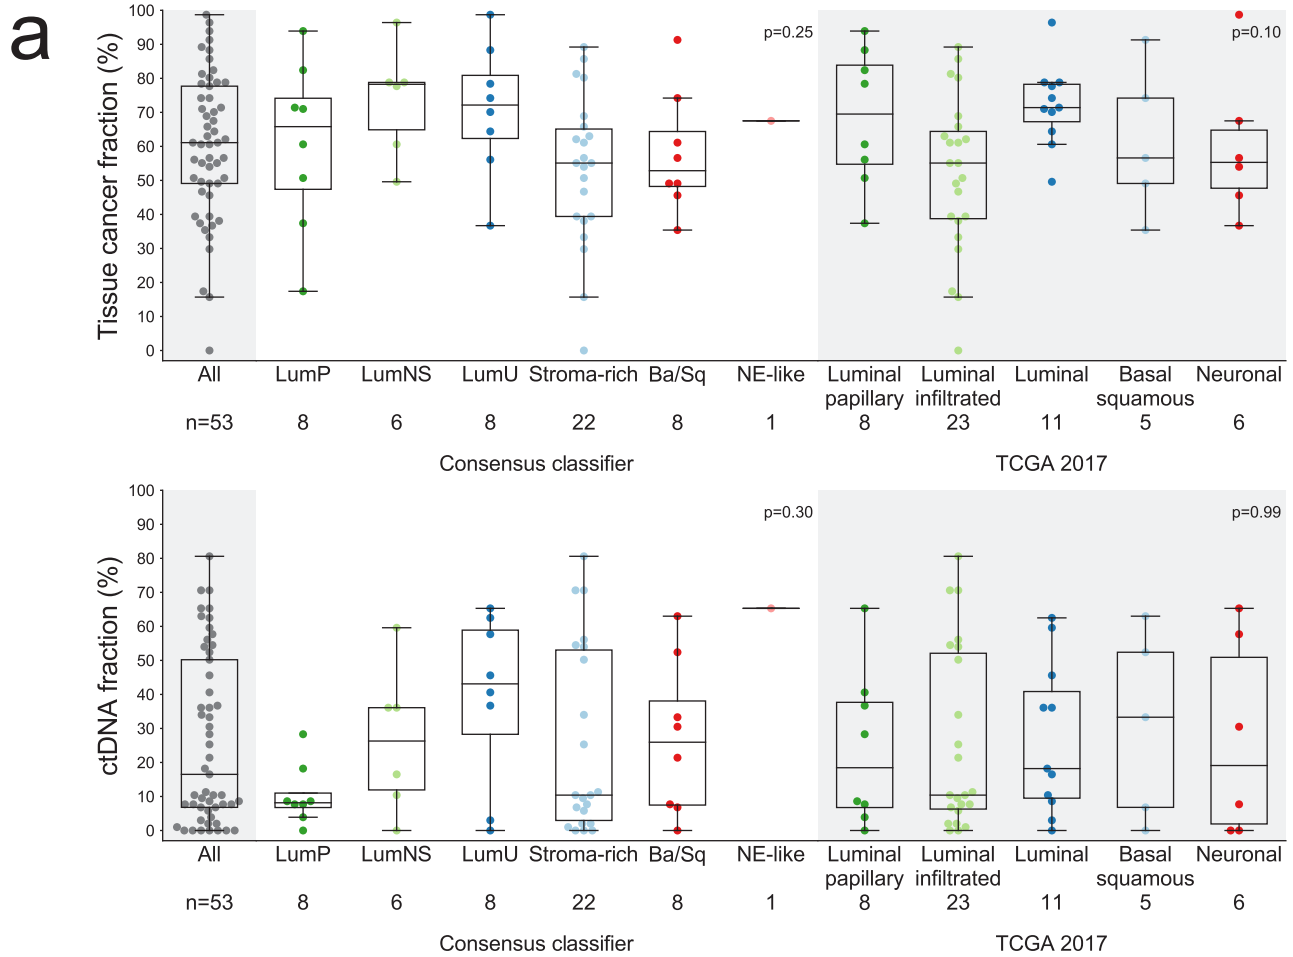 a
Tissue cancer fraction (%)
100
90
80
70
60
50
40
30
20
10
0
p=0.25
p=0.10
All LumP LumNS LumU Stroma-rich Ba/Sq NE-like Luminal papillary Luminal infiltrated Luminal Basal squamous Neuronal
n=53 8 6 8 22 8 1 8 23 11 5 6
Consensus classifier TCGA 2017
ctDNA fraction (%)
100
90
80
70
60
50
40
30
20
10
0
p=0.30
p=0.99
All LumP LumNS LumU Stroma-rich Ba/Sq NE-like Luminal papillary Luminal infiltrated Luminal Basal squamous Neuronal
n=53 8 6 8 22 8 1 8 23 11 5 6
Consensus classifier TCGA 2017